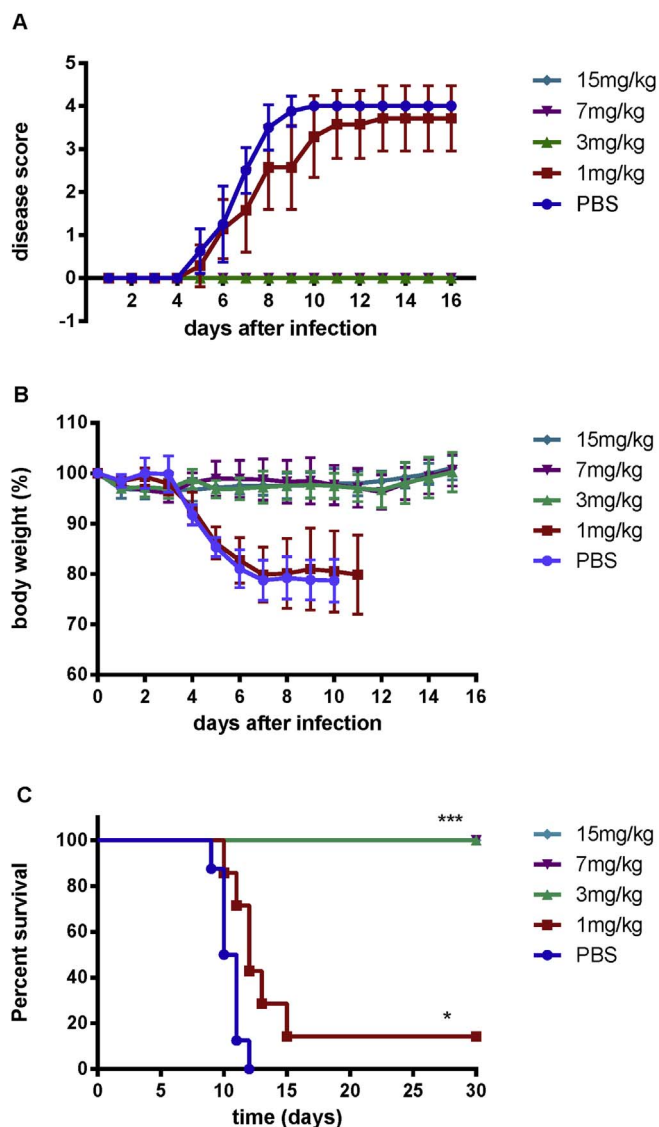 A
disease score
5
4
3
2
1
0
-1
2 4 6 8 10 12 14 16
days after infection
15mg/kg
7mg/kg
3mg/kg
1mg/kg
PBS
B
body weight (%)
110
100
90
80
70
60
0 2 4 6 8 10 12 14 16
days after infection
15mg/kg
7mg/kg
3mg/kg
1mg/kg
PBS
C
Percent survival
100
80
60
40
20
0
***
*
0 5 10 15 20 25 30
time (days)
15mg/kg
7mg/kg
3mg/kg
1mg/kg
PBS